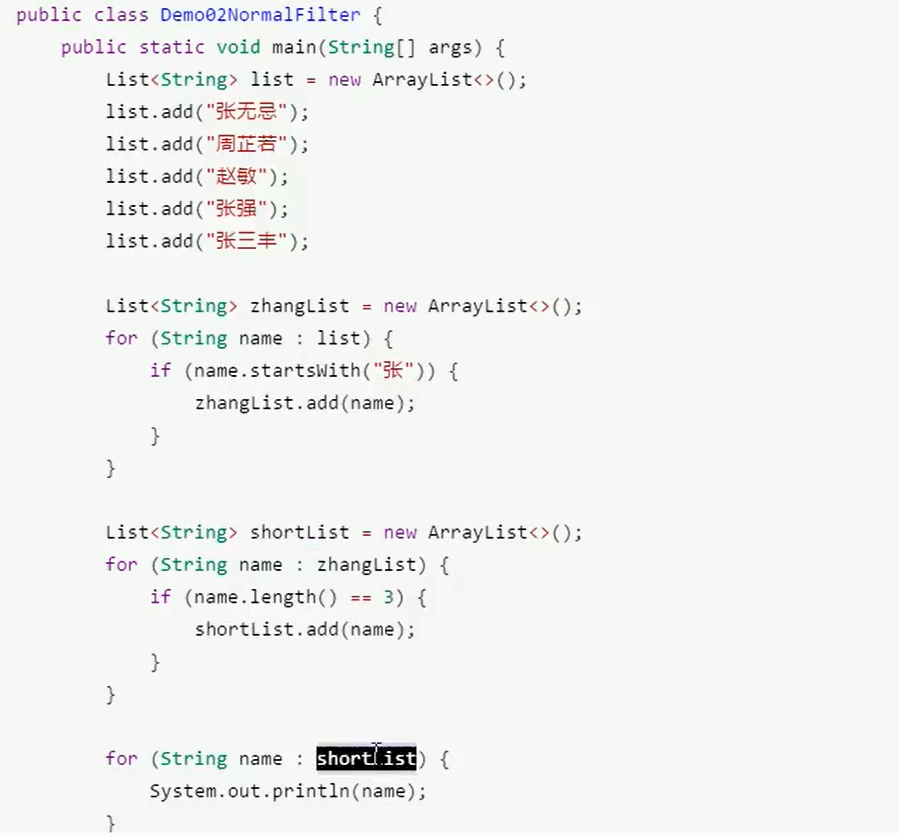 public class Demo02NormalFilter {
    public static void main(String[] args) {
        List<String> list = new ArrayList<>();
        list.add("张无忌");
        list.add("周芷若");
        list.add("赵敏");
        list.add("张强");
        list.add("张三丰");

        List<String> zhangList = new ArrayList<>();
        for (String name : list) {
            if (name.startsWith("张")) {
                zhangList.add(name);
            }
        }

        List<String> shortList = new ArrayList<>();
        for (String name : zhangList) {
            if (name.length() == 3) {
                shortList.add(name);
            }
        }

        for (String name : shortList) {
            System.out.println(name);
        }